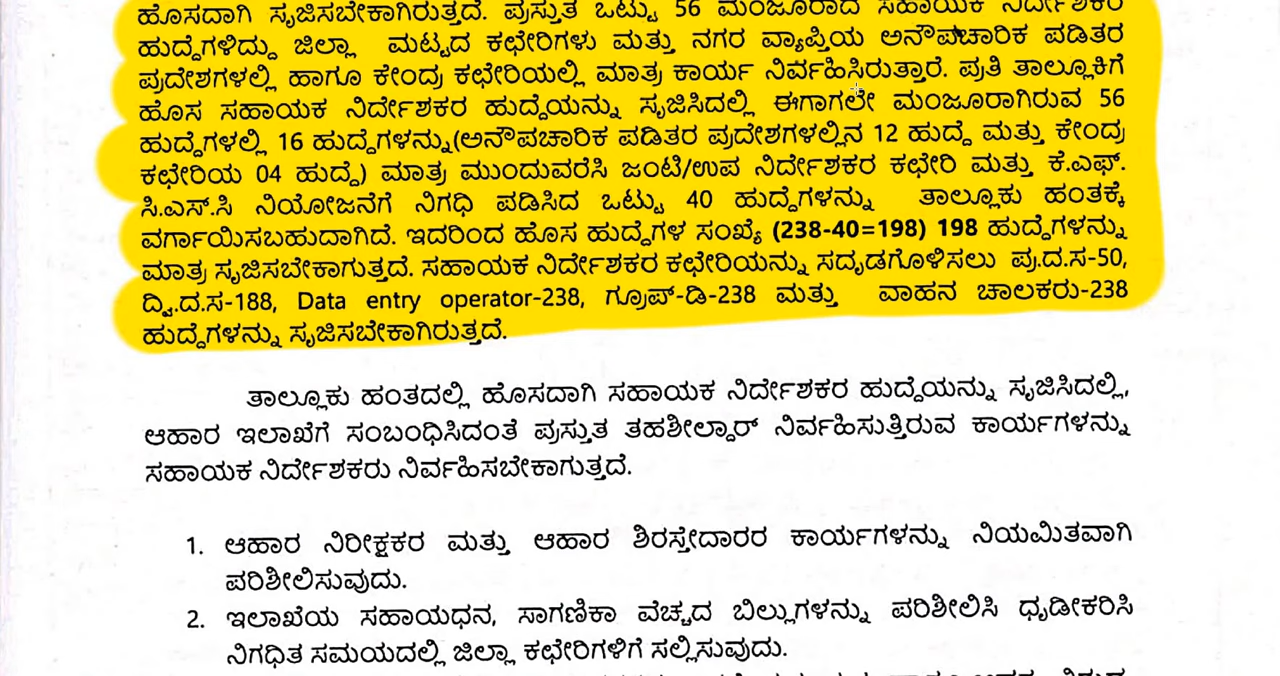 ಹೊಸದಾಗಿ ಸೃಜಿಸಬೇಕಾಗಿರುತ್ತದೆ. ಪ್ರಸ್ತುತ ಒಟ್ಟು 56 ಮಂಜೂರಾದ ಸಹಾಯಕ ನಿರ್ದೇಶಕರ
ಹುದ್ದೆಗಳಿದ್ದು ಜಿಲ್ಲಾ ಮಟ್ಟದ ಕಛೇರಿಗಳು ಮತ್ತು ನಗರ ವ್ಯಾಪ್ತಿಯ ಅನೌಪಚಾರಿಕ ಪಡಿತರ
ಪ್ರದೇಶಗಳಲ್ಲಿ ಹಾಗೂ ಕೇಂದ್ರ ಕಛೇರಿಯಲ್ಲಿ ಮಾತ್ರ ಕಾರ್ಯ ನಿರ್ವಹಿಸಿರುತ್ತಾರೆ. ಪ್ರತಿ ತಾಲ್ಲೂಕಿಗೆ
ಹೊಸ ಸಹಾಯಕ ನಿರ್ದೇಶಕರ ಹುದ್ದೆಯನ್ನು ಸೃಜಿಸಿದಲ್ಲಿ ಈಗಾಗಲೇ ಮಂಜೂರಾಗಿರುವ 56
ಹುದ್ದೆಗಳಲ್ಲಿ 16 ಹುದ್ದೆಗಳನ್ನು(ಅನೌಪಚಾರಿಕ ಪಡಿತರ ಪ್ರದೇಶಗಳಲ್ಲಿನ 12 ಹುದ್ದೆ ಮತ್ತು ಕೇಂದ್ರ
ಕಛೇರಿಯ 04 ಹುದ್ದೆ) ಮಾತ್ರ ಮುಂದುವರೆಸಿ ಜಂಟಿ/ಉಪ ನಿರ್ದೇಶಕರ ಕಛೇರಿ ಮತ್ತು ಕೆ.ಎಫ್.
ಸಿ.ಎಸ್.ಸಿ ನಿಯೋಜನೆಗೆ ನಿಗಧಿ ಪಡಿಸಿದ ಒಟ್ಟು 40 ಹುದ್ದೆಗಳನ್ನು ತಾಲ್ಲೂಕು ಹಂತಕ್ಕೆ
ವರ್ಗಾಯಿಸಬಹುದಾಗಿದೆ. ಇದರಿಂದ ಹೊಸ ಹುದ್ದೆಗಳ ಸಂಖ್ಯೆ (238-40=198) 198 ಹುದ್ದೆಗಳನ್ನು
ಮಾತ್ರ ಸೃಜಿಸಬೇಕಾಗುತ್ತದೆ. ಸಹಾಯಕ ನಿರ್ದೇಶಕರ ಕಛೇರಿಯನ್ನು ಸದೃಡಗೊಳಿಸಲು ಪ್ರ.ದ.ಸ-50,
ದ್ವಿ.ದ.ಸ-188, Data entry operator-238, ಗ್ರೂಪ್-ಡಿ-238 ಮತ್ತು ವಾಹನ ಚಾಲಕರು-238
ಹುದ್ದೆಗಳನ್ನು ಸೃಜಿಸಬೇಕಾಗಿರುತ್ತದೆ.
ತಾಲ್ಲೂಕು ಹಂತದಲ್ಲಿ ಹೊಸದಾಗಿ ಸಹಾಯಕ ನಿರ್ದೇಶಕರ ಹುದ್ದೆಯನ್ನು ಸೃಜಿಸಿದಲ್ಲಿ,
ಆಹಾರ ಇಲಾಖೆಗೆ ಸಂಬಂಧಿಸಿದಂತೆ ಪ್ರಸ್ತುತ ತಹಶೀಲ್ದಾರ್ ನಿರ್ವಹಿಸುತ್ತಿರುವ ಕಾರ್ಯಗಳನ್ನು
ಸಹಾಯಕ ನಿರ್ದೇಶಕರು ನಿರ್ವಹಿಸಬೇಕಾಗುತ್ತದೆ.
1. ಆಹಾರ ನಿರೀಕ್ಷಕರ ಮತ್ತು ಆಹಾರ ಶಿರಸ್ತೇದಾರರ ಕಾರ್ಯಗಳನ್ನು ನಿಯಮಿತವಾಗಿ
ಪರಿಶೀಲಿಸುವುದು.
2. ಇಲಾಖೆಯ ಸಹಾಯಧನ, ಸಾಗಣಿಕಾ ವೆಚ್ಚದ ಬಿಲ್ಲುಗಳನ್ನು ಪರಿಶೀಲಿಸಿ ಧೃಡೀಕರಿಸಿ
ನಿಗಧಿತ ಸಮಯದಲ್ಲಿ ಜಿಲ್ಲಾ ಕಛೇರಿಗಳಿಗೆ ಸಲ್ಲಿಸುವುದು.